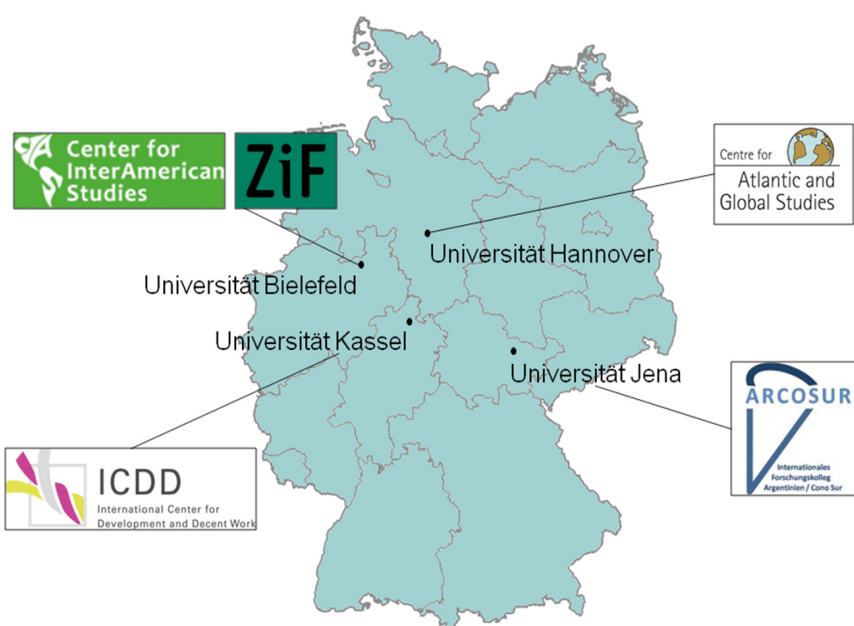 Center for
InterAmerican
Studies
ZiF
Centre for
Atlantic and
Global Studies
Universität Hannover
Universität Bielefeld
Universität Kassel
Universität Jena
ARCOSUR
Internationales
Forschungskolleg
Argentinien / Cono Sur
ICDD
International Center for
Development and Decent Work